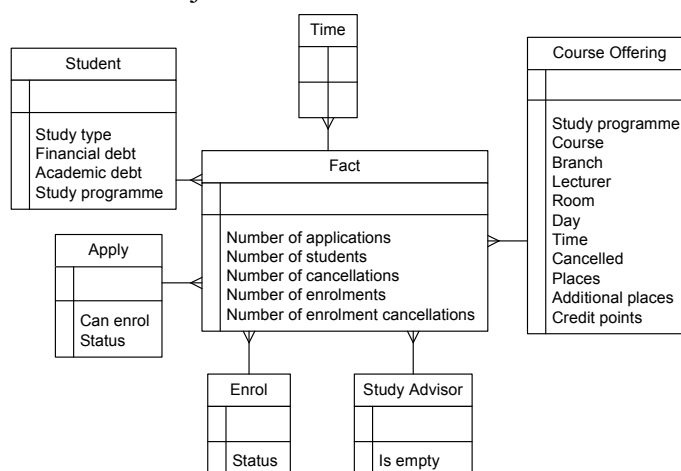 Time
Student
Study type
Financial debt
Academic debt
Study programme
Course Offering
Study programme
Course
Branch
Lecturer
Room
Day
Time
Cancelled
Places
Additional places
Credit points
Fact
Number of applications
Number of students
Number of cancellations
Number of enrolments
Number of enrolment cancellations
Apply
Can enrol
Status
Enrol
Status
Study Advisor
Is empty